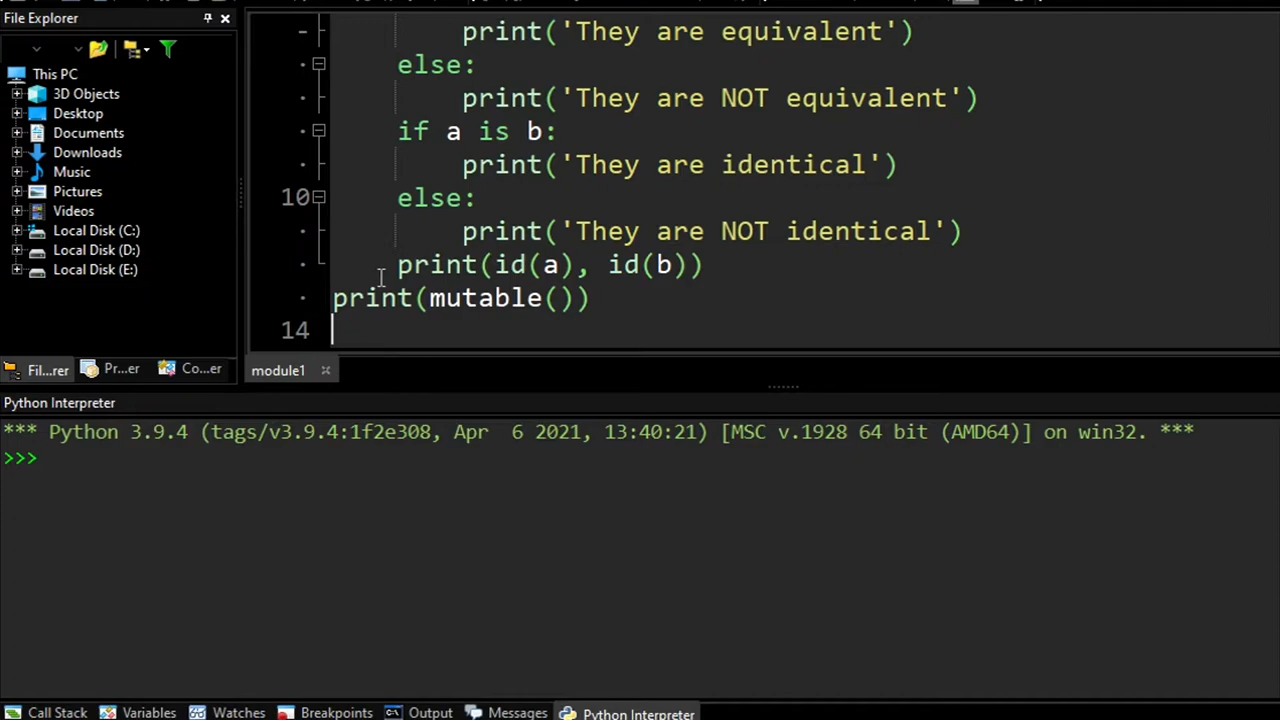 File Explorer
This PC
3D Objects
Desktop
Documents
Downloads
Music
Pictures
Videos
Local Disk (C:)
Local Disk (D:)
Local Disk (E:)
Fil...rer Pr...er Co...er
print('They are equivalent')
else:
print('They are NOT equivalent')
if a is b:
print('They are identical')
10 else:
print('They are NOT identical')
print(id(a), id(b))
print(mutable())
14
module1
Python Interpreter
*** Python 3.9.4 (tags/v3.9.4:1f2e308, Apr  6 2021, 13:40:21) [MSC v.1928 64 bit (AMD64)] on win32. ***
>>>
Call Stack Variables Watches Breakpoints Output Messages Python Interpreter